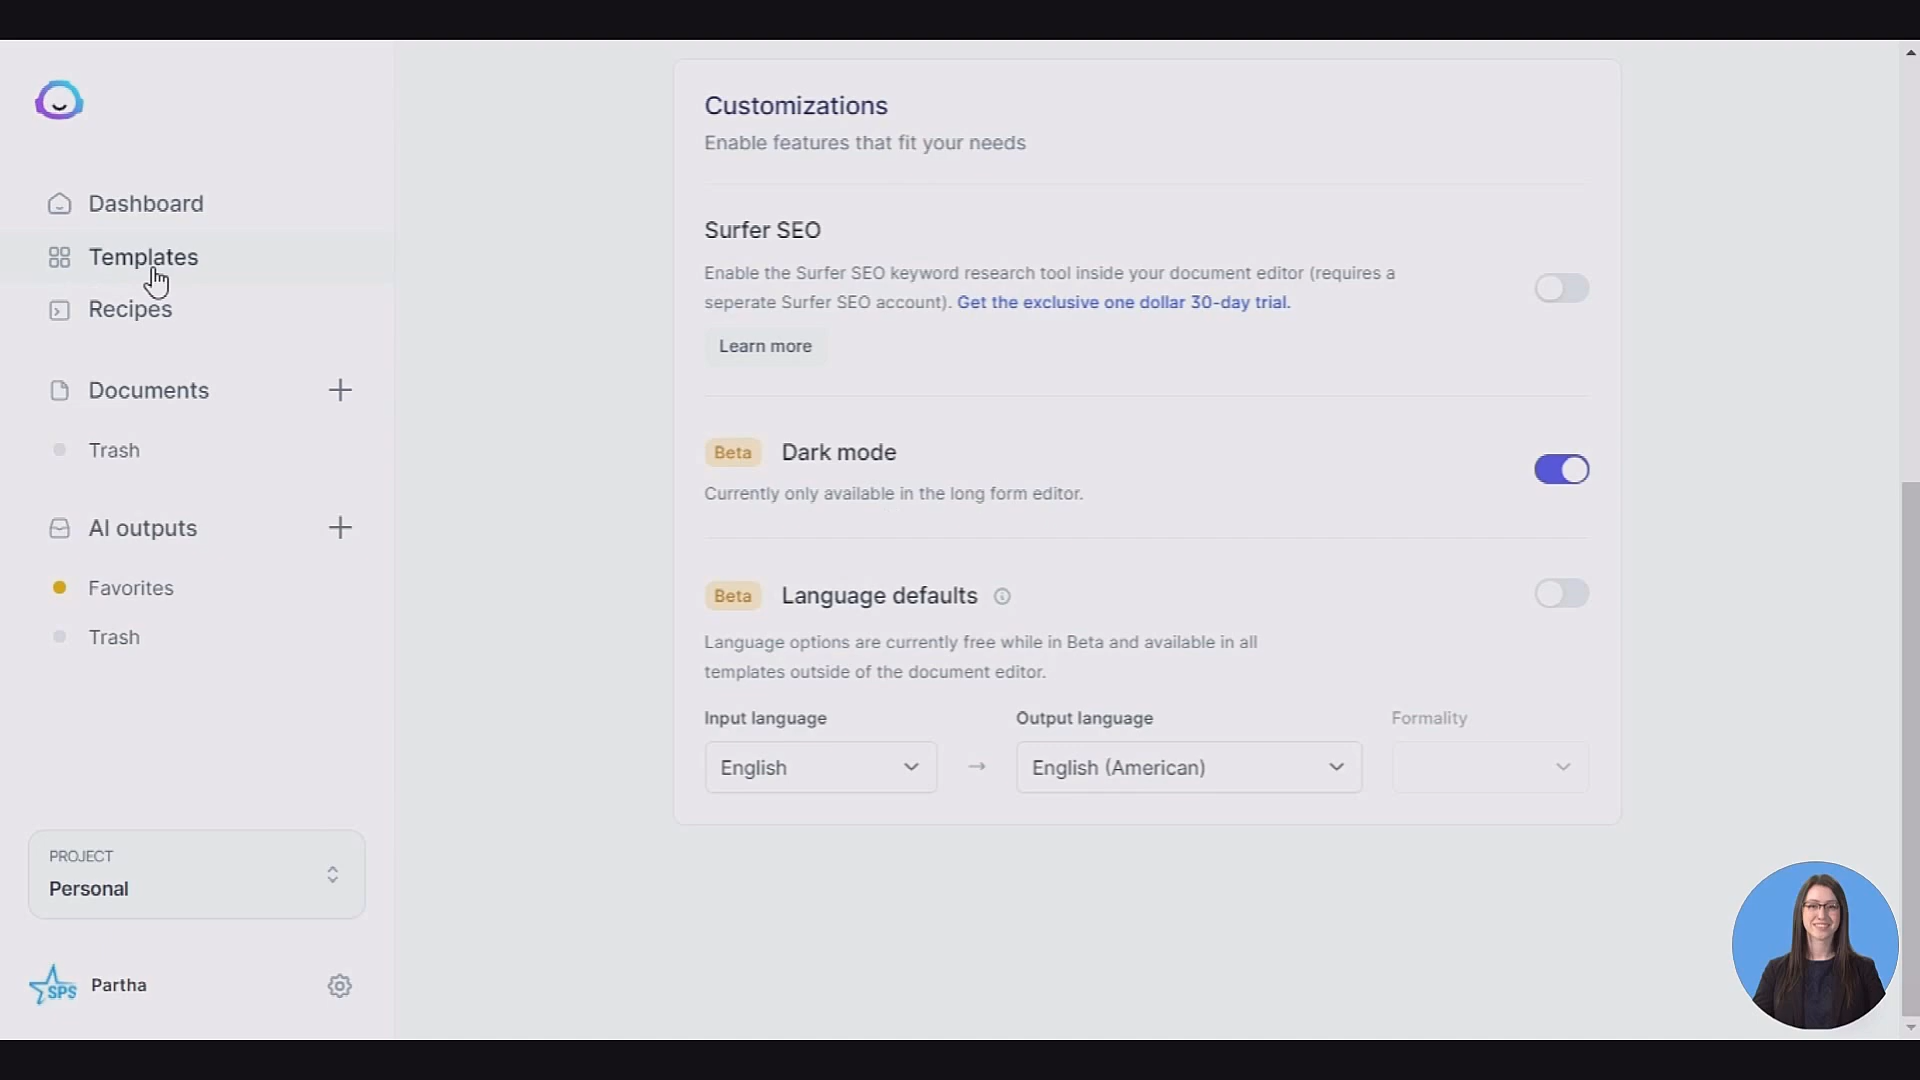 Dashboard
Templates
Recipes
Documents
Trash
AI outputs
Favorites
Trash
PROJECT
Personal
SPS
Partha
Customizations
Enable features that fit your needs
Surfer SEO
Enable the Surfer SEO keyword research tool inside your document editor (requires a
seperate Surfer SEO account). Get the exclusive one dollar 30-day trial.
Learn more
Beta Dark mode
Currently only available in the long form editor.
Beta Language defaults
Language options are currently free while in Beta and available in all
templates outside of the document editor.
Input language Output language Formality
English → English (American)